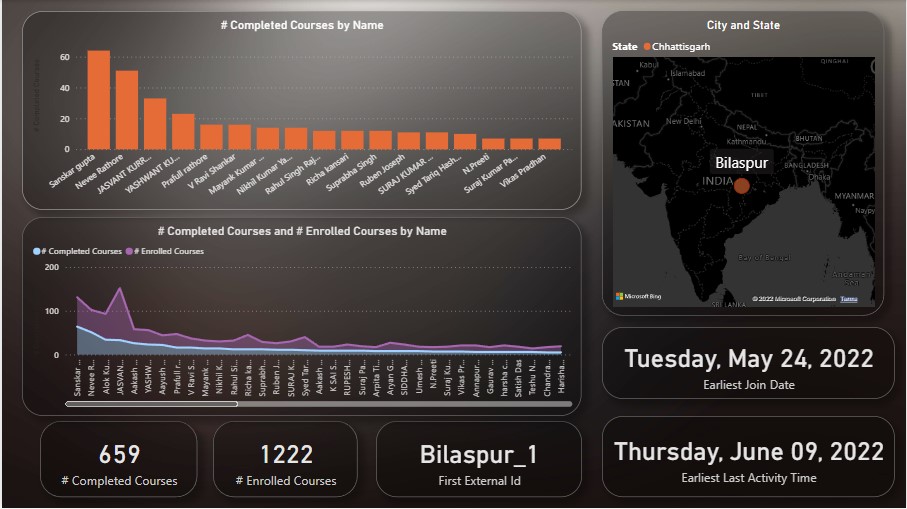 # Completed Courses by Name
60
40
20
0
Sanskar gupta
Nevee Rathore
JASVANT KURR...
YASHWANT KU...
Prafull rathore
V Ravi Shankar
Mayank Kumar ...
Nikhil Kumar Ya...
Rahul Singh Raj...
Richa kansari
Suprabha Singh
Ruben Joseph
SURAJ KUMAR ...
Syed Tariq Hash...
N.Preeti
Suraj Kumar Pa...
Vikas Pradhan
# Completed Courses and # Enrolled Courses by Name
# Completed Courses # Enrolled Courses
200
100
0
Sanskar ...
Nevee R...
Alok Ku...
JASVAN...
Aakash ...
YASHW...
Aayush ...
Prafull r...
V Ravi S...
Mayank ...
Nikhil K...
Rahul Si...
Richa ka...
Suprabh...
Ruben J...
SURAJ K...
Syed Tar...
Aakash ...
K SAI S...
RUPESH...
Suraj Pa...
Arpita Ti...
Aryan G...
SIDDHA...
Umesh ...
N.Preeti
Suraj Ku...
Vikas Pr...
Annapur...
Gaurav ...
harsha c...
Satish Das
Teshu N...
Chandra...
Harisha...
659
# Completed Courses
1222
# Enrolled Courses
Bilaspur_1
First External Id
City and State
State Chhattisgarh
Kabul
QINGHAI
STAN
Islamabad
TIBET
AKISTAN
New Delhi
NEPAL
Kathmandu
BHUTAN
Bilaspur
BANGLADESH
INDIA
Dhaka
MYANMAR
Naypy
Bay of Bengal
Andaman
Sea
SRI LANKA
Microsoft Bing
© 2022 Microsoft Corporation Terms
Tuesday, May 24, 2022
Earliest Join Date
Thursday, June 09, 2022
Earliest Last Activity Time